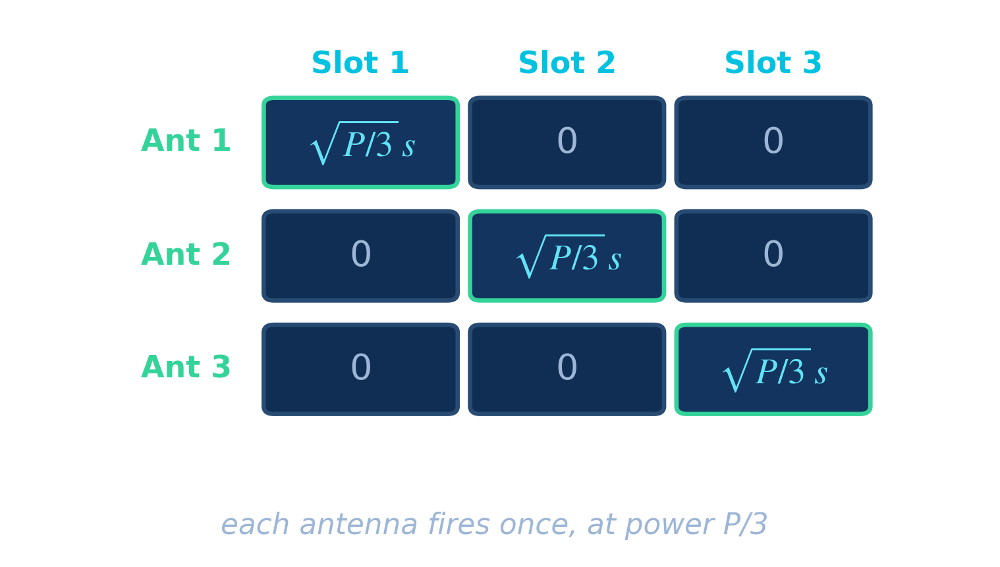 Slot 1 Slot 2 Slot 3
Ant 1 √P/3 s 0 0
Ant 2 0 √P/3 s 0
Ant 3 0 0 √P/3 s
each antenna fires once, at power P/3